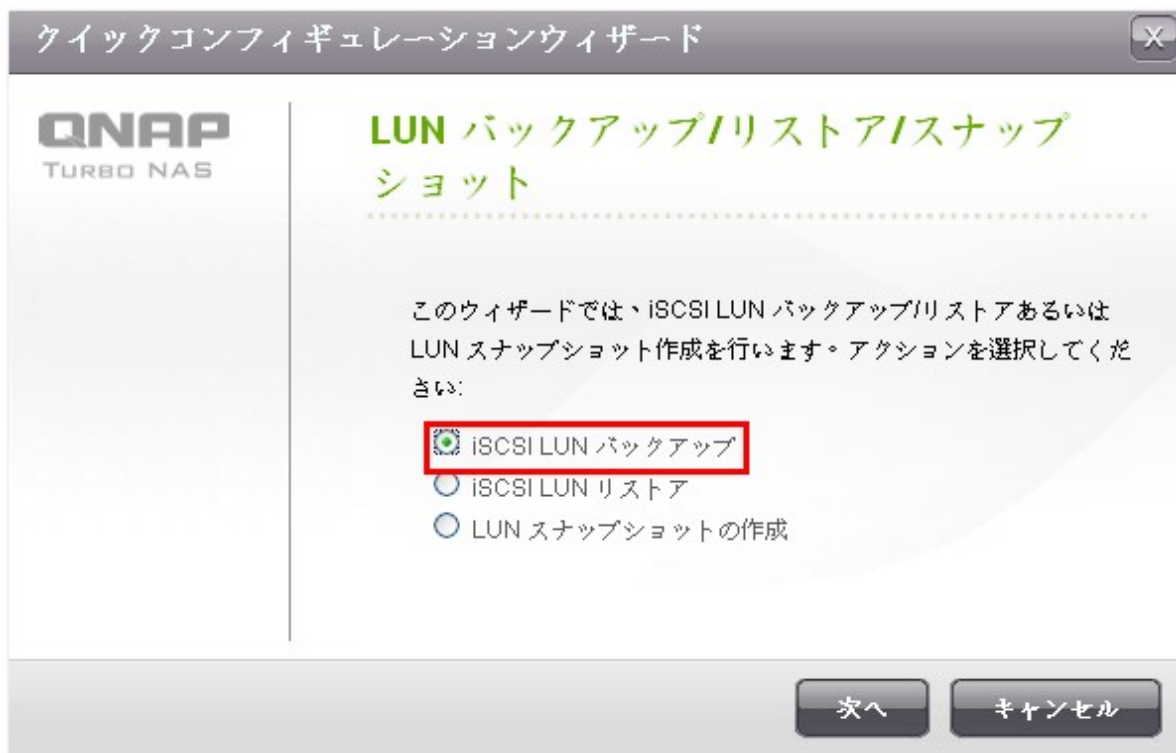 クイックコンフィギュレーションウィザード
X
QNAP
TURBO NAS
LUN バックアップ/リストア/スナップ
ショット
このウィザードでは、iSCSI LUN バックアップ/リストアあるいは
LUN スナップショット作成を行います。アクションを選択してくだ
さい:
iSCSI LUN バックアップ
iSCSI LUN リストア
LUN スナップショットの作成
次へ
キャンセル